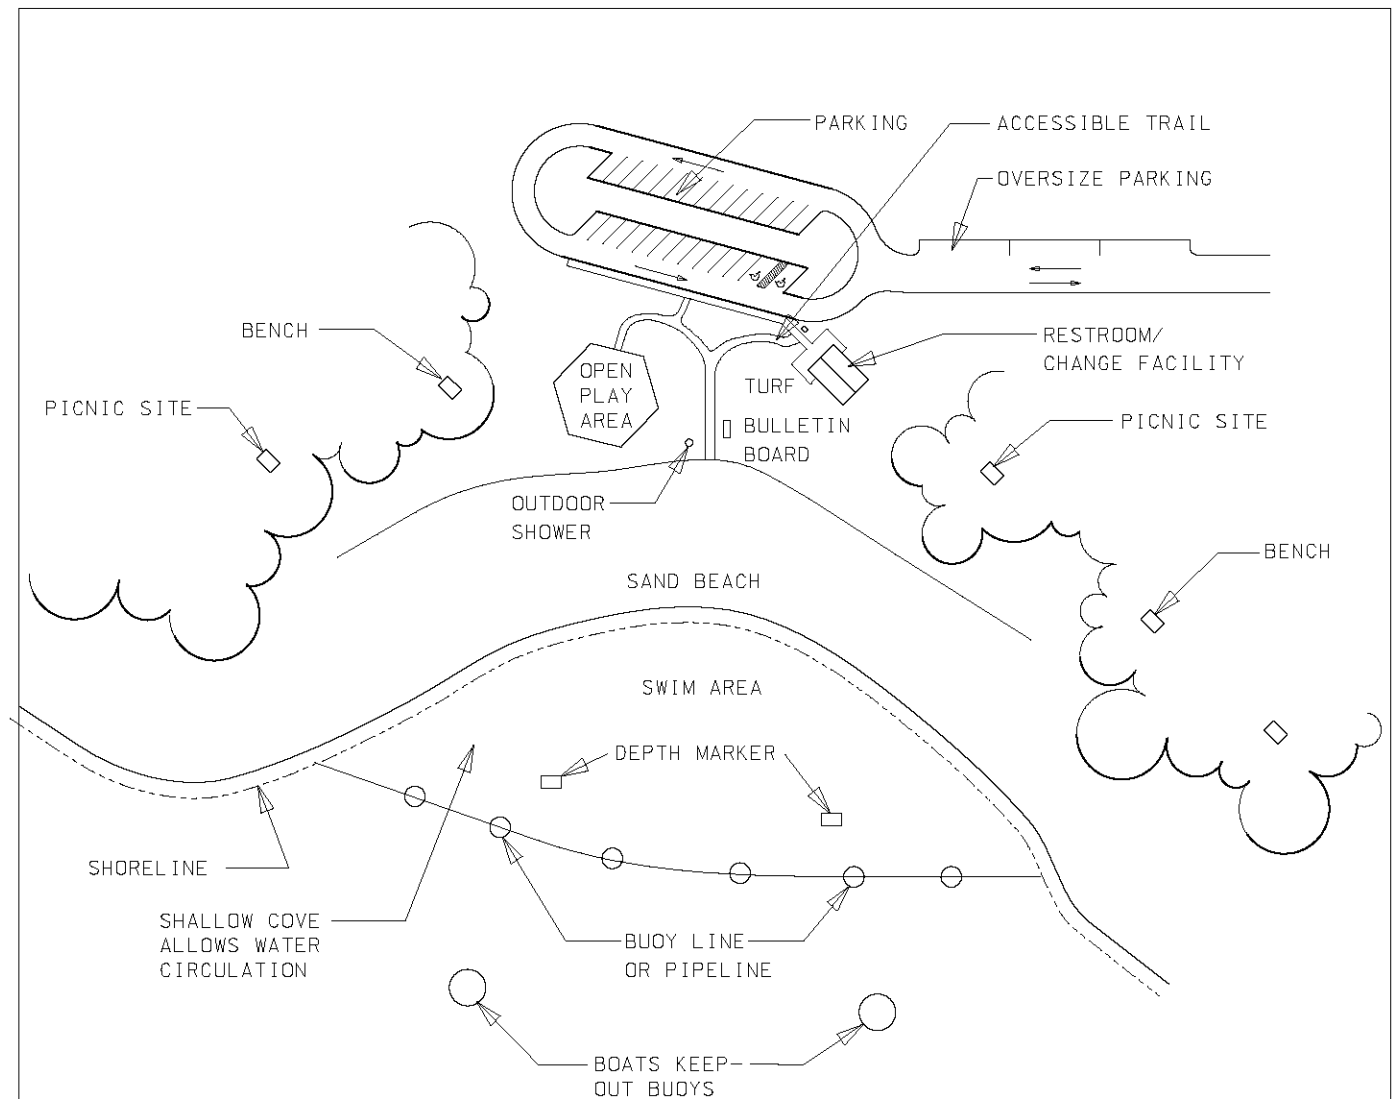 PARKING
ACCESSIBLE TRAIL
OVERSIZE PARKING
BENCH
RESTROOM/
CHANGE FACILITY
OPEN
PLAY
AREA
TURF
PICNIC SITE
PICNIC SITE
BULLETIN
BOARD
OUTDOOR
SHOWER
BENCH
SAND BEACH
SWIM AREA
DEPTH MARKER
SHORELINE
SHALLOW COVE
ALLOWS WATER
CIRCULATION
BUOY LINE
OR PIPELINE
BOATS KEEP-
OUT BUOYS